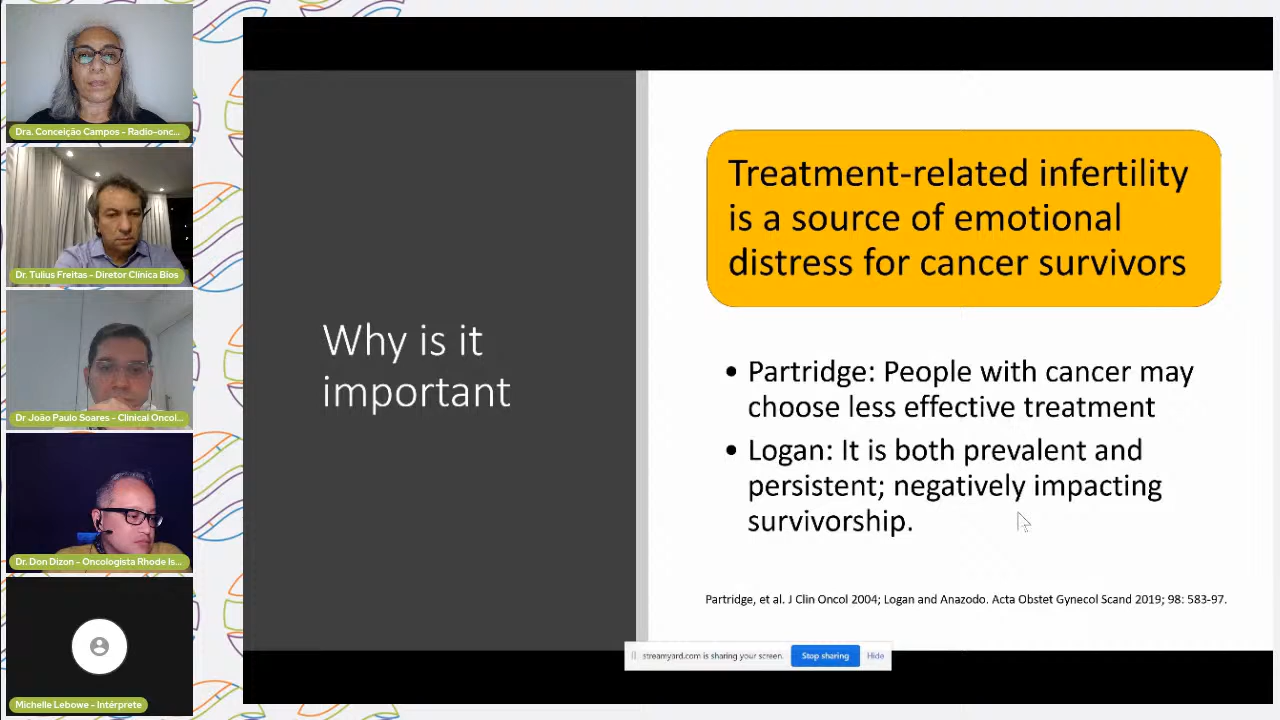 Dra. Conceição Campos - Radio-onc...
Dr. Tulius Freitas - Diretor Clínica Bios
Dr João Paulo Soares - Clinical Oncol...
Dr. Don Dizon - Oncologista Rhode Is...
Michelle Lebowe - Intérprete
Why is it
important
Treatment-related infertility
is a source of emotional
distress for cancer survivors
• Partridge: People with cancer may
choose less effective treatment
• Logan: It is both prevalent and
persistent; negatively impacting
survivorship.
Partridge, et al. J Clin Oncol 2004; Logan and Anazodo. Acta Obstet Gynecol Scand 2019; 98: 583-97.
streamyard.com is sharing your screen. Stop sharing Hide